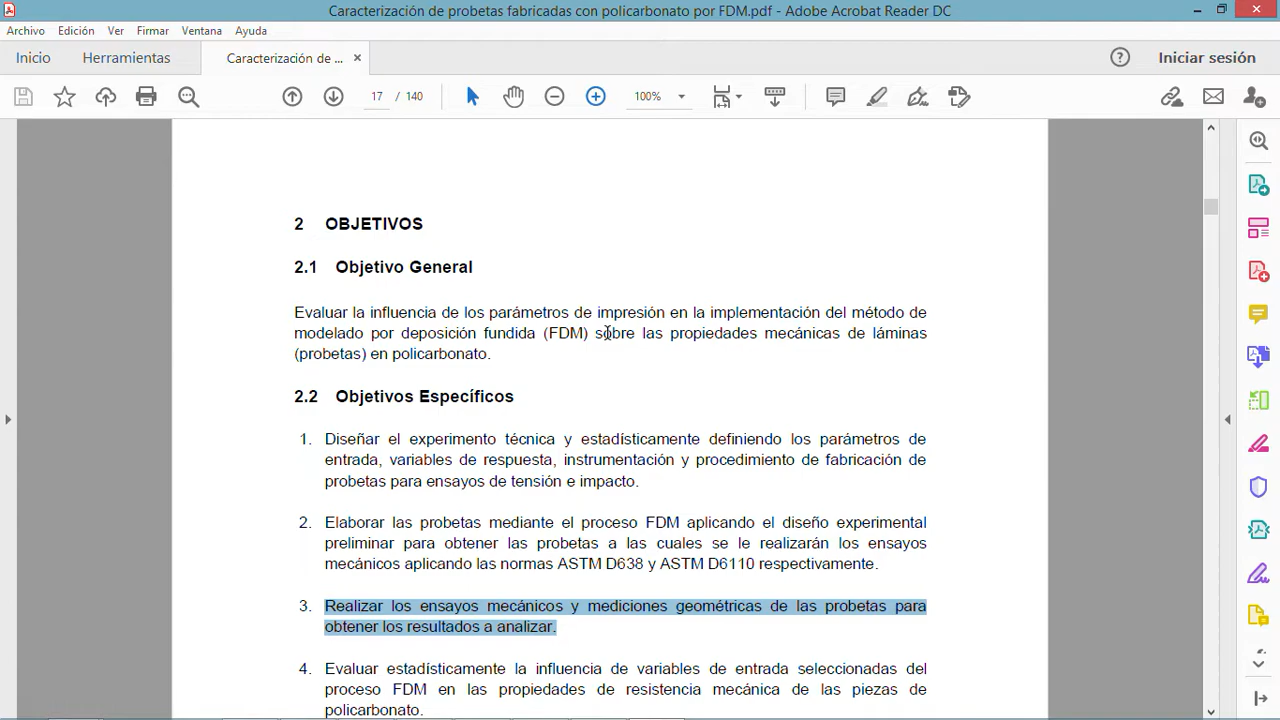 Caracterización de probetas fabricadas con policarbonato por FDM.pdf - Adobe Acrobat Reader DC
Archivo Edición Ver Firmar Ventana Ayuda
Inicio Herramientas Caracterización de ... × Iniciar sesión
17 / 140 100%
2 OBJETIVOS
2.1 Objetivo General
Evaluar la influencia de los parámetros de impresión en la implementación del método de
modelado por deposición fundida (FDM) sobre las propiedades mecánicas de láminas
(probetas) en policarbonato.
2.2 Objetivos Específicos
1. Diseñar el experimento técnica y estadísticamente definiendo los parámetros de
entrada, variables de respuesta, instrumentación y procedimiento de fabricación de
probetas para ensayos de tensión e impacto.
2. Elaborar las probetas mediante el proceso FDM aplicando el diseño experimental
preliminar para obtener las probetas a las cuales se le realizarán los ensayos
mecánicos aplicando las normas ASTM D638 y ASTM D6110 respectivamente.
3. Realizar los ensayos mecánicos y mediciones geométricas de las probetas para
obtener los resultados a analizar.
4. Evaluar estadísticamente la influencia de variables de entrada seleccionadas del
proceso FDM en las propiedades de resistencia mecánica de las piezas de
policarbonato.